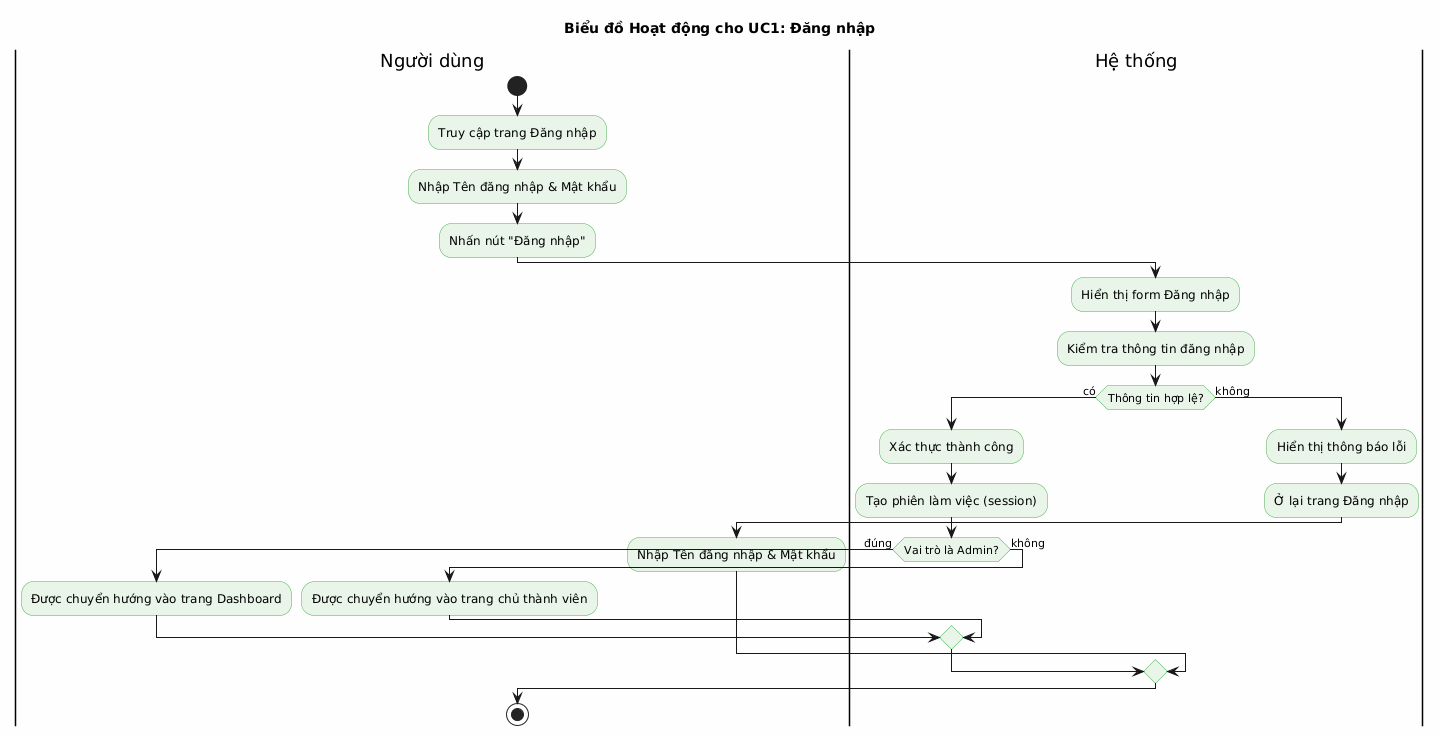 Biểu đồ Hoạt động cho UC1: Đăng nhập
Người dùng
Hệ thống
Truy cập trang Đăng nhập
Nhập Tên đăng nhập & Mật khẩu
Nhấn nút "Đăng nhập"
Hiển thị form Đăng nhập
Kiểm tra thông tin đăng nhập
có
Thông tin hợp lệ?
không
Xác thực thành công
Hiển thị thông báo lỗi
Tạo phiên làm việc (session)
Ở lại trang Đăng nhập
Nhập Tên đăng nhập & Mật khẩu
đúng
Vai trò là Admin?
không
Được chuyển hướng vào trang Dashboard
Được chuyển hướng vào trang chủ thành viên